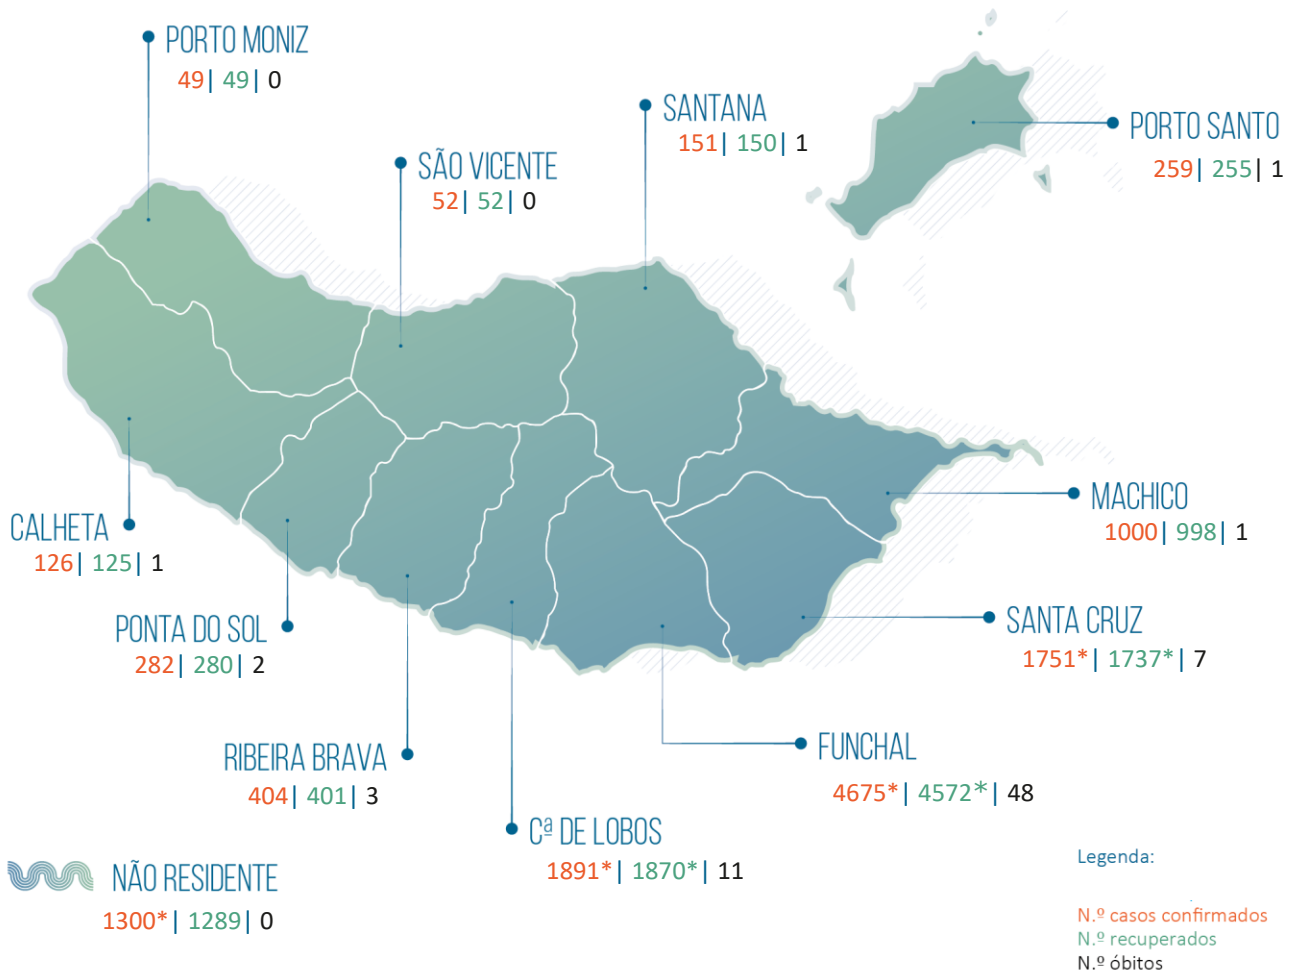 PORTO MONIZ
49| 49| 0
SANTANA
151| 150| 1
PORTO SANTO
259| 255| 1
SÃO VICENTE
52| 52| 0
MACHICO
1000| 998| 1
CALHETA
126| 125| 1
PONTA DO SOL
282| 280| 2
SANTA CRUZ
1751*| 1737*| 7
RIBEIRA BRAVA
404| 401| 3
FUNCHAL
4675*| 4572*| 48
Cª DE LOBOS
1891*| 1870*| 11
NÃO RESIDENTE
1300*| 1289| 0
Legenda:
N.º casos confirmados
N.º recuperados
N.º óbitos